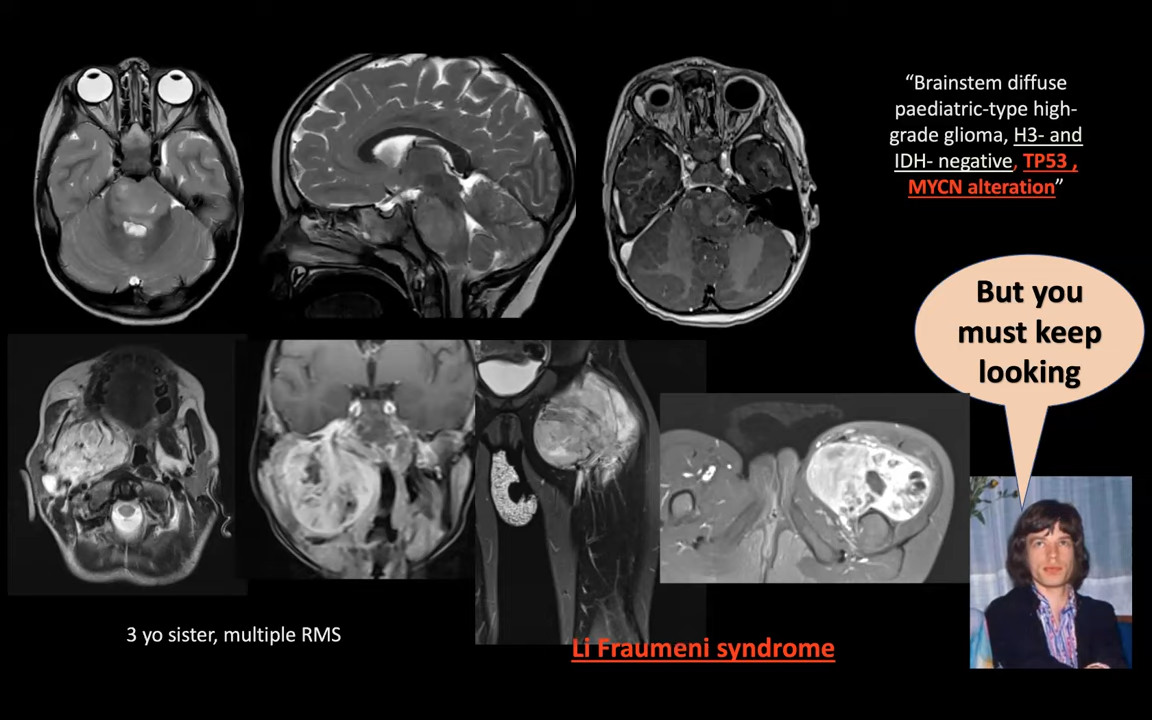 “Brainstem diffuse
paediatric-type high-
grade glioma, H3- and
IDH- negative, TP53 ,
MYCN alteration”
But you
must keep
looking
3 yo sister, multiple RMS
Li Fraumeni syndrome